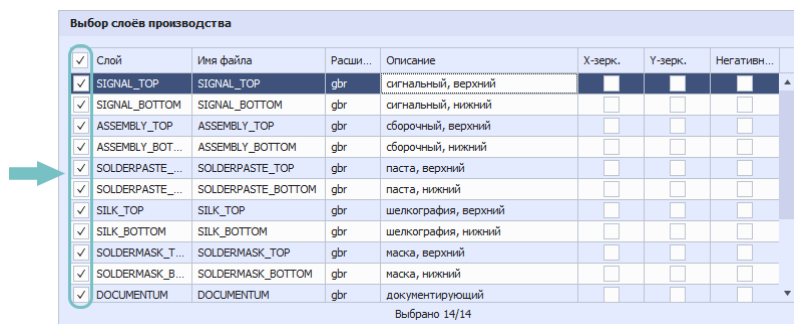 Выбор слоёв производства
Слой Имя файла Расши... Описание X-зерк. Y-зерк. Негативн...
SIGNAL_TOP SIGNAL_TOP gbr сигнальный, верхний
SIGNAL_BOTTOM SIGNAL_BOTTOM gbr сигнальный, нижний
ASSEMBLY_TOP ASSEMBLY_TOP gbr сборочный, верхний
ASSEMBLY_BOT... ASSEMBLY_BOTTOM gbr сборочный, нижний
SOLDERPASTE_... SOLDERPASTE_TOP gbr паста, верхний
SOLDERPASTE_... SOLDERPASTE_BOTTOM gbr паста, нижний
SILK_TOP SILK_TOP gbr шелкография, верхний
SILK_BOTTOM SILK_BOTTOM gbr шелкография, нижний
SOLDERMASK_T... SOLDERMASK_TOP gbr маска, верхний
SOLDERMASK_B... SOLDERMASK_BOTTOM gbr маска, нижний
DOCUMENTUM DOCUMENTUM gbr документирующий
Выбрано 14/14